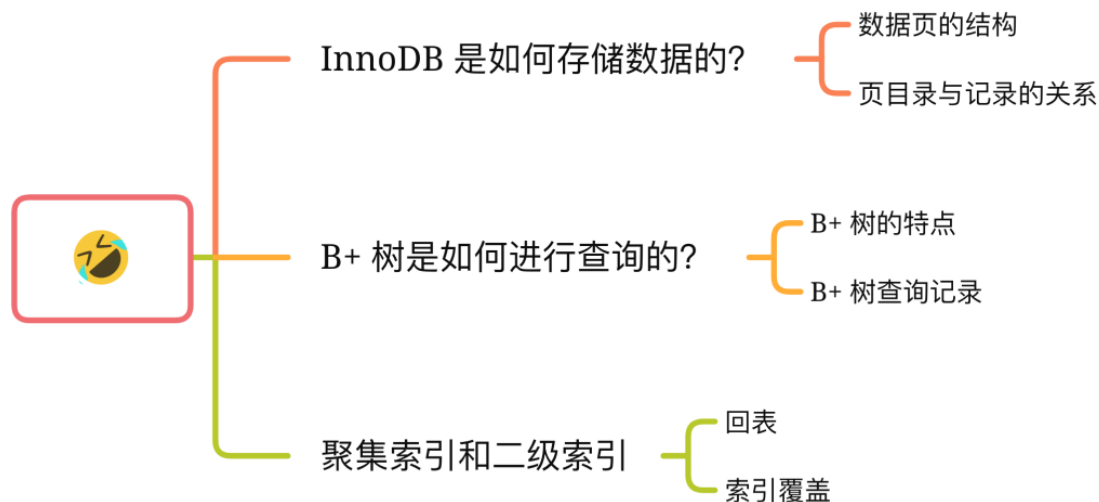 InnoDB 是如何存储数据的?
数据页的结构
页目录与记录的关系
B+ 树是如何进行查询的?
B+ 树的特点
B+ 树查询记录
聚集索引和二级索引
回表
索引覆盖